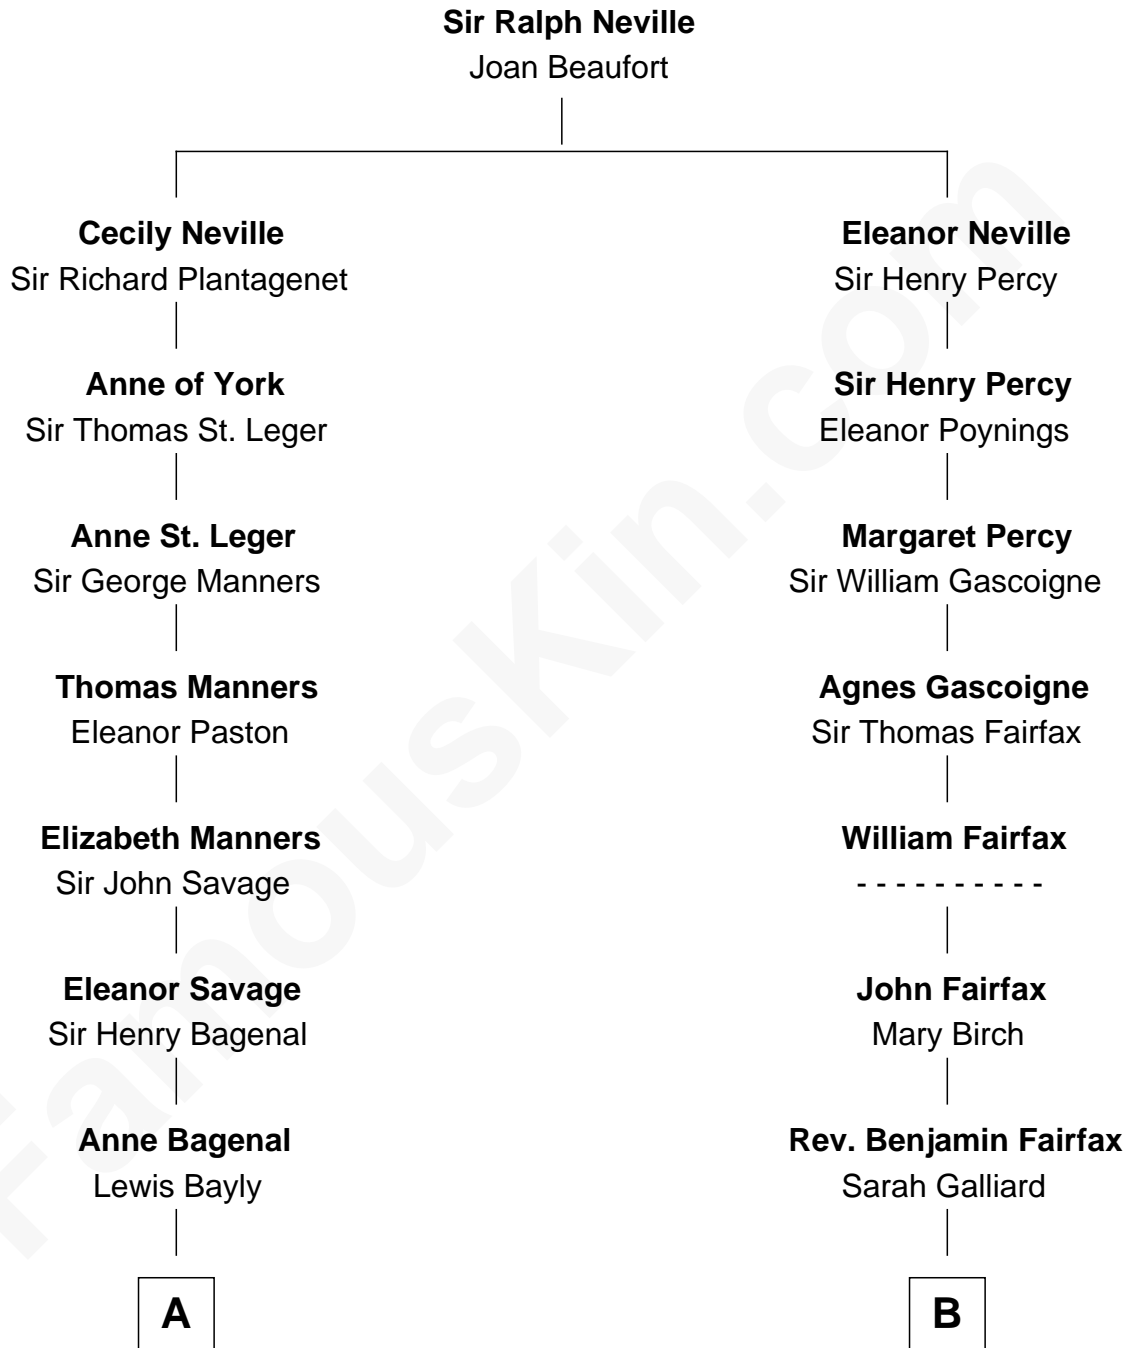 Sir Ralph Neville
Joan Beaufort
Cecily Neville
Sir Richard Plantagenet
Eleanor Neville
Sir Henry Percy
Anne of York
Sir Thomas St. Leger
Sir Henry Percy
Eleanor Poynings
Anne St. Leger
Sir George Manners
Margaret Percy
Sir William Gascoigne
Thomas Manners
Eleanor Paston
Agnes Gascoigne
Sir Thomas Fairfax
Elizabeth Manners
Sir John Savage
William Fairfax
- - - - - - - - - -
Eleanor Savage
Sir Henry Bagenal
John Fairfax
Mary Birch
Anne Bagenal
Lewis Bayly
Rev. Benjamin Fairfax
Sarah Galliard
A
B
FamousKin.com